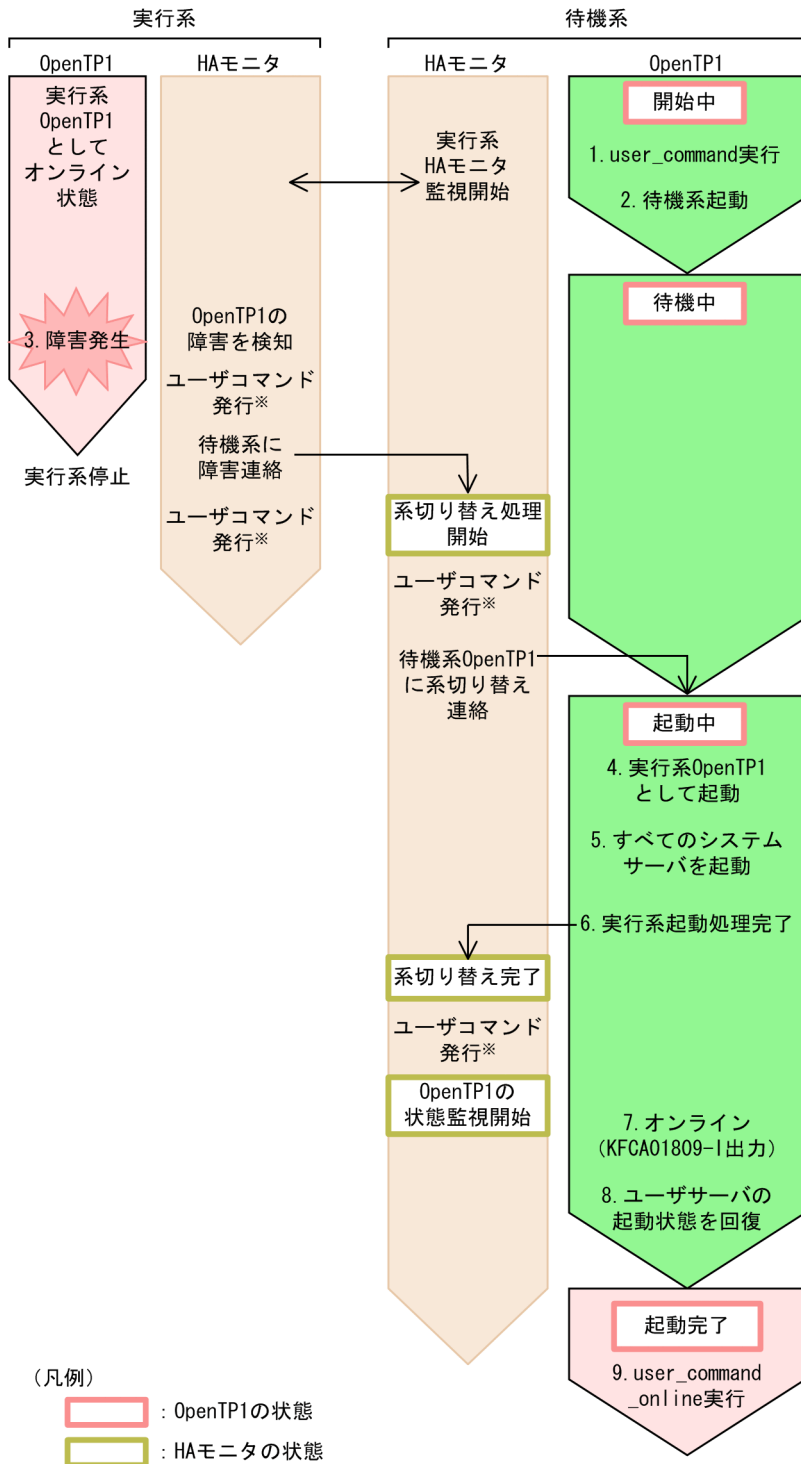 実行系
待機系
OpenTP1
HAモニタ
HAモニタ
OpenTP1
実行系
OpenTP1
として
オンライン
状態
3. 障害発生
実行系停止
OpenTP1の
障害を検知
ユーザコマンド
発行※
待機系に
障害連絡
ユーザコマンド
発行※
実行系
HAモニタ
監視開始
系切り替え処理
開始
ユーザコマンド
発行※
待機系OpenTP1
に系切り替え
連絡
系切り替え完了
ユーザコマンド
発行※
OpenTP1の
状態監視開始
開始中
1. user_command実行
2. 待機系起動
待機中
起動中
4. 実行系OpenTP1
として起動
5. すべてのシステム
サーバを起動
6. 実行系起動処理完了
7. オンライン
(KFCA01809-I出力)
8. ユーザサーバの
起動状態を回復
起動完了
9. user_command
_online実行
(凡例)
: OpenTP1の状態
: HAモニタの状態